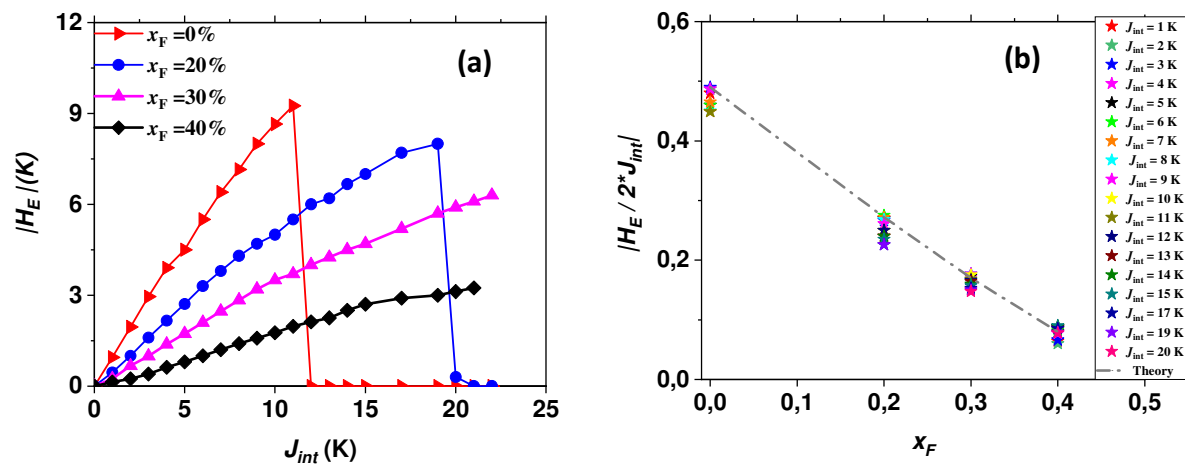 12
9
6
3
0
|H_E|(K)
x_F =0%
x_F =20%
x_F =30%
x_F =40%
(a)
0 5 10 15 20 25
J_int (K)
0,6
0,4
0,2
0,0
|H_E / 2*J_int|
(b)
0,0 0,1 0,2 0,3 0,4 0,5
x_F
J_int = 1 K
J_int = 2 K
J_int = 3 K
J_int = 4 K
J_int = 5 K
J_int = 6 K
J_int = 7 K
J_int = 8 K
J_int = 9 K
J_int = 10 K
J_int = 11 K
J_int = 12 K
J_int = 13 K
J_int = 14 K
J_int = 15 K
J_int = 17 K
J_int = 19 K
J_int = 20 K
Theory